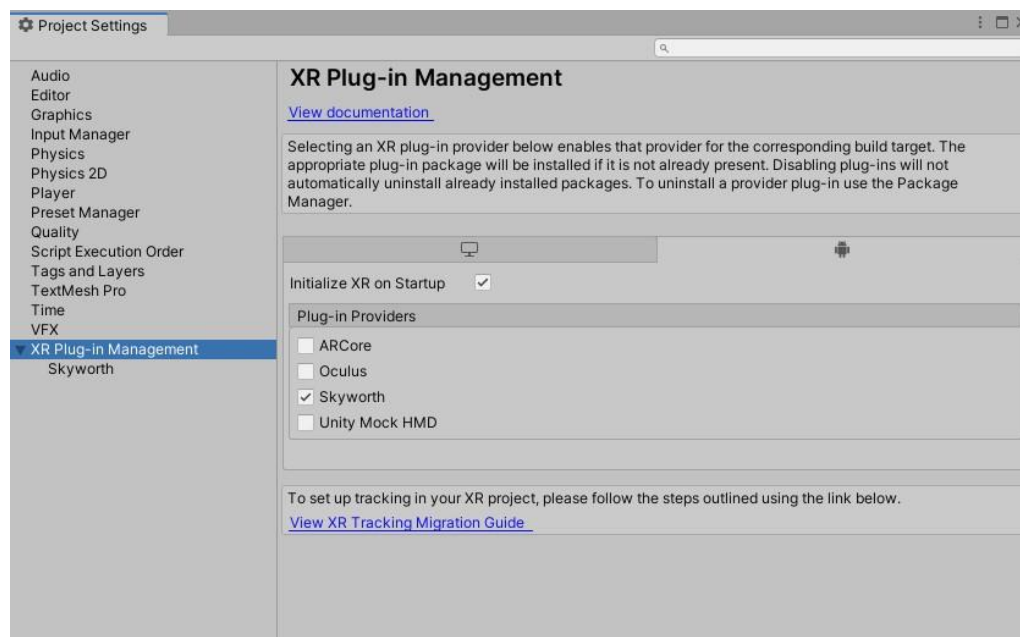 Project Settings
Audio
Editor
Graphics
Input Manager
Physics
Physics 2D
Player
Preset Manager
Quality
Script Execution Order
Tags and Layers
TextMesh Pro
Time
VFX
XR Plug-in Management
Skyworth
XR Plug-in Management
View documentation
Selecting an XR plug-in provider below enables that provider for the corresponding build target. The
appropriate plug-in package will be installed if it is not already present. Disabling plug-ins will not
automatically uninstall already installed packages. To uninstall a provider plug-in use the Package
Manager.
Initialize XR on Startup
Plug-in Providers
ARCore
Oculus
Skyworth
Unity Mock HMD
To set up tracking in your XR project, please follow the steps outlined using the link below.
View XR Tracking Migration Guide